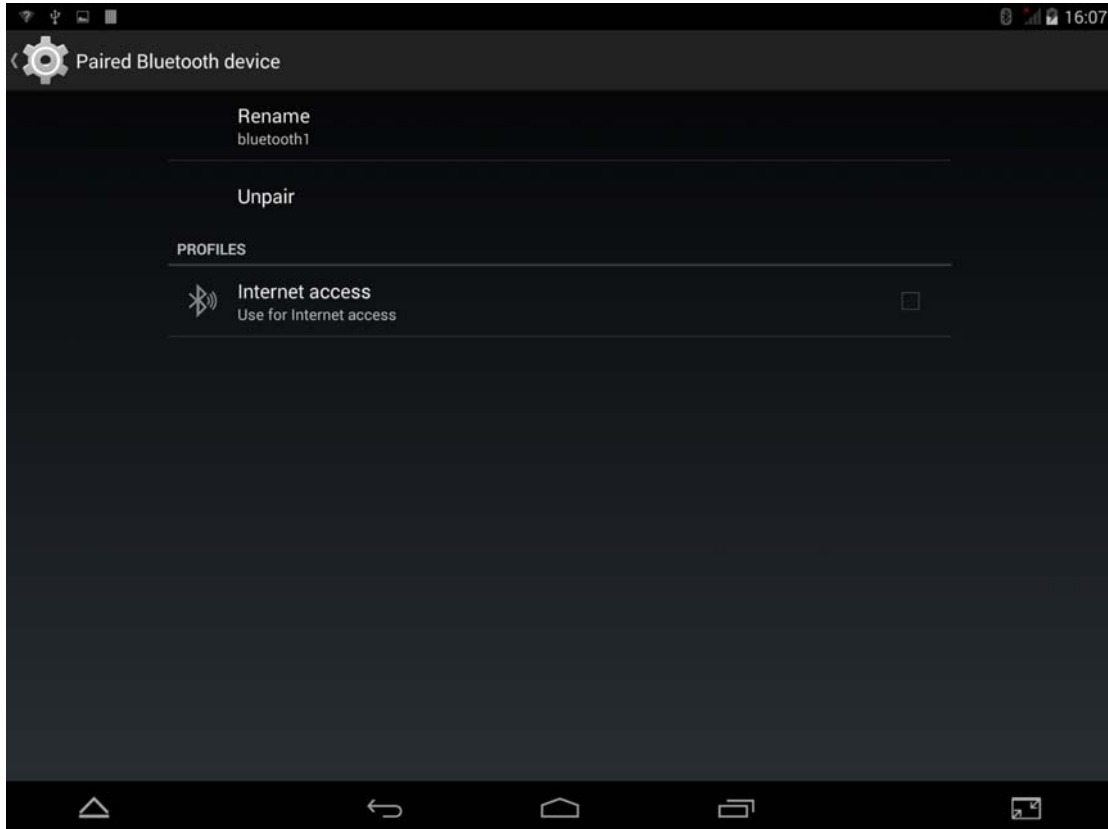 16:07
Paired Bluetooth device
Rename
bluetooth1
Unpair
PROFILES
Internet access
Use for Internet access